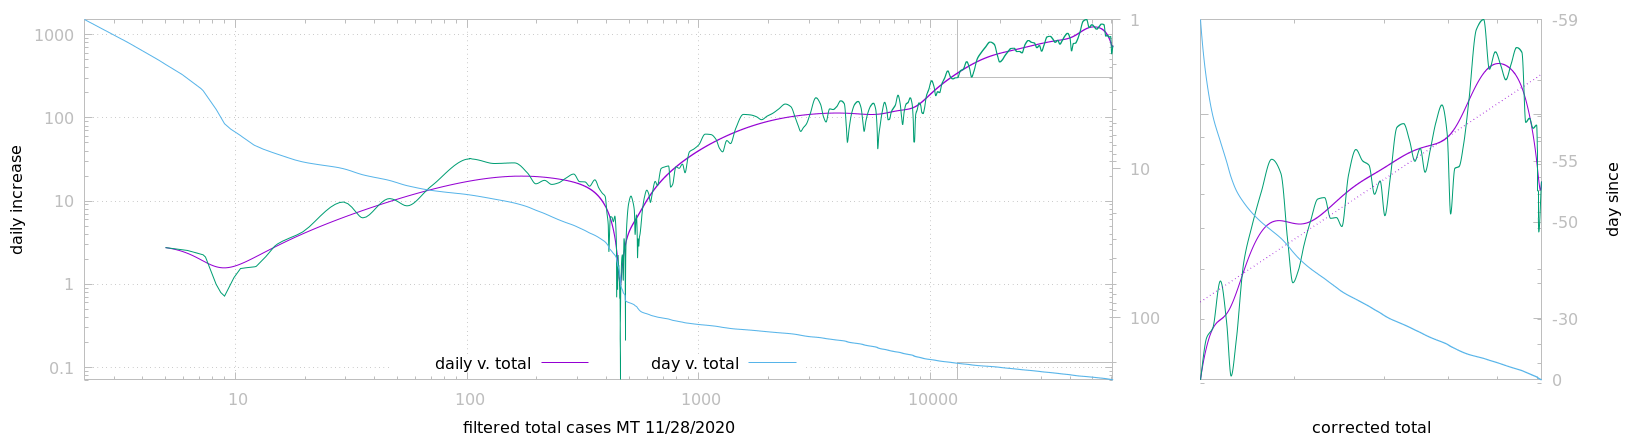 1000
100
10
1
0.1
daily increase
10
100
1000
10000
filtered total cases MT 11/28/2020
daily v. total
day v. total
1
10
100
-59
-55
-50
-30
0
day since
corrected total